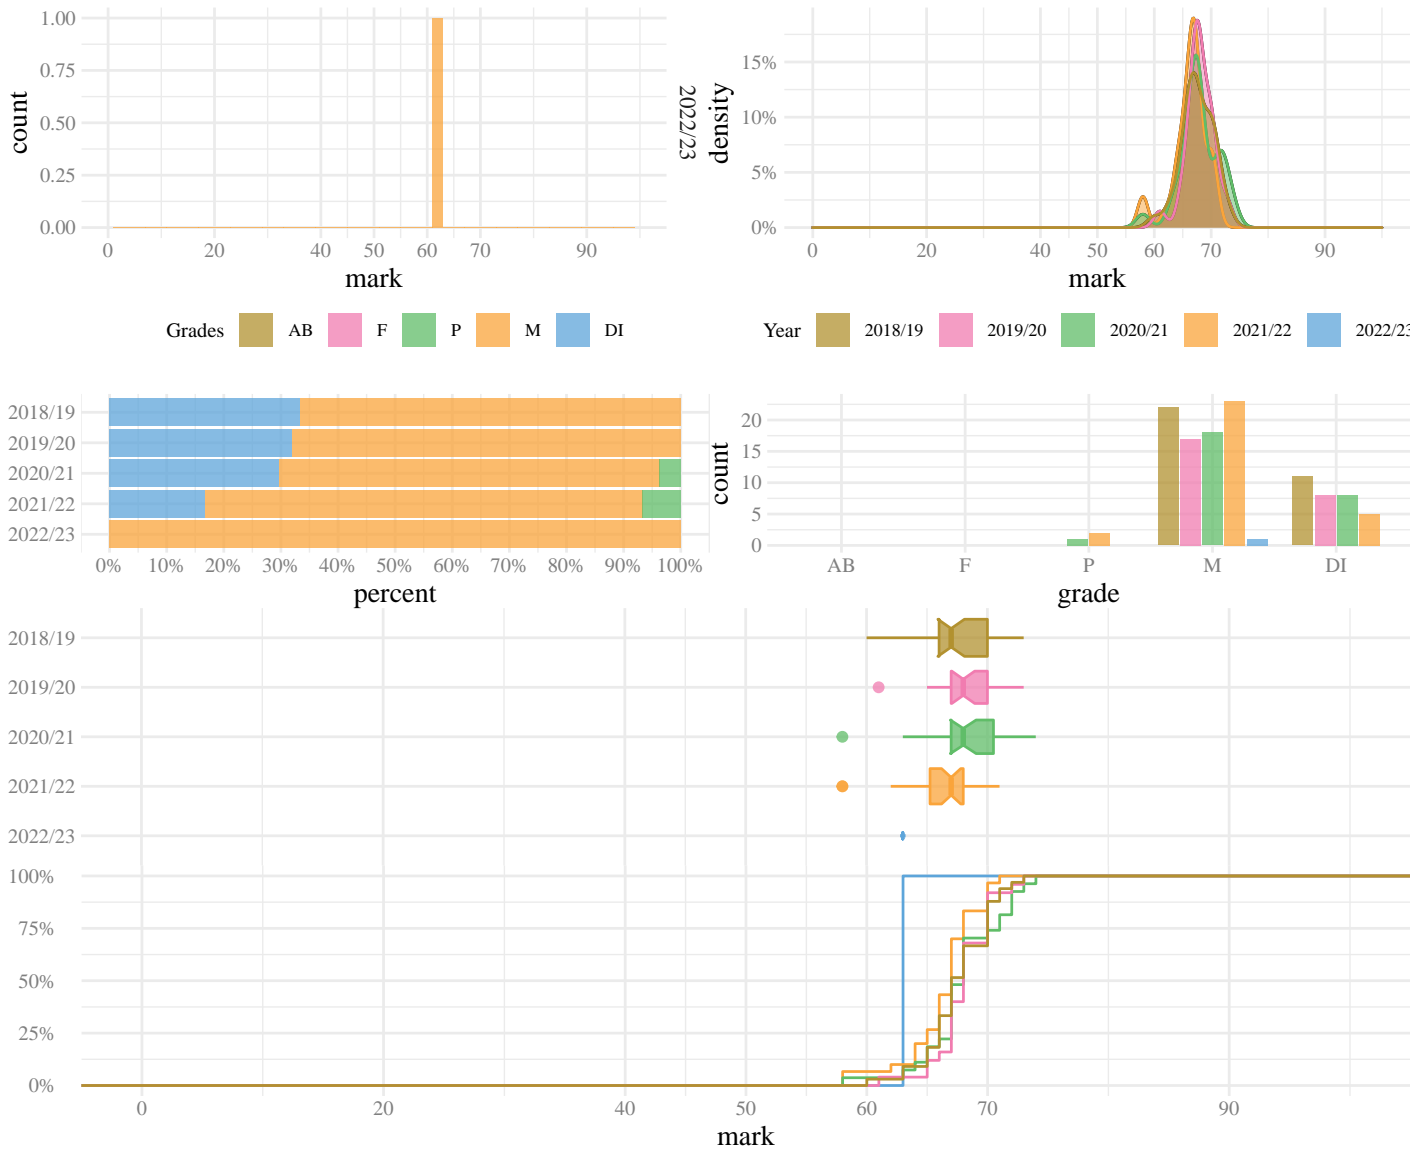 1.00
0.75
0.50
0.25
0.00
count
0 20 40 50 60 70 90
mark
2022/23
15%
10%
5%
0%
density
0 20 40 50 60 70 90
mark
Grades AB F P M DI
Year 2018/19 2019/20 2020/21 2021/22 2022/23
2018/19
2019/20
2020/21
2021/22
2022/23
0% 10% 20% 30% 40% 50% 60% 70% 80% 90% 100%
percent
20
15
10
5
0
count
AB F P M DI
grade
2018/19
2019/20
2020/21
2021/22
2022/23
100%
75%
50%
25%
0%
0 20 40 50 60 70 90
mark